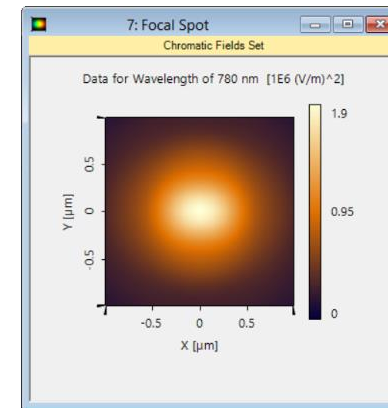 7: Focal Spot
Chromatic Fields Set
Data for Wavelength of 780 nm [1E6 (V/m)^2]
1.9
0.95
0
0.5
0
-0.5
Y [µm]
-0.5 0 0.5
X [µm]